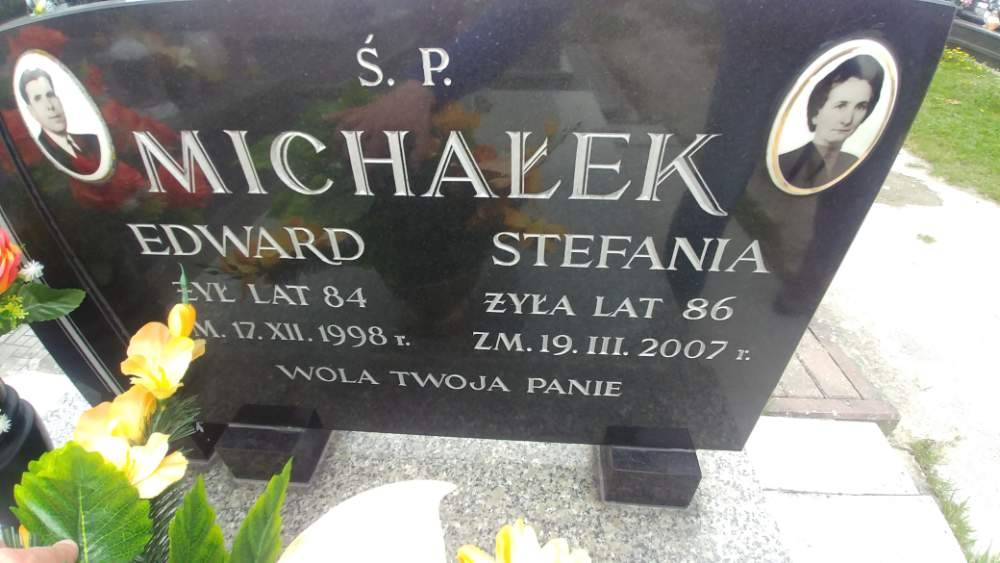 Ś. P.
MICHAŁEK
EDWARD STEFANIA
ŻYŁ LAT 84 ŻYŁA LAT 86
M. 17. XII. 1998 r. ZM. 19. III. 2007 r.
WOLA TWOJA PANIE